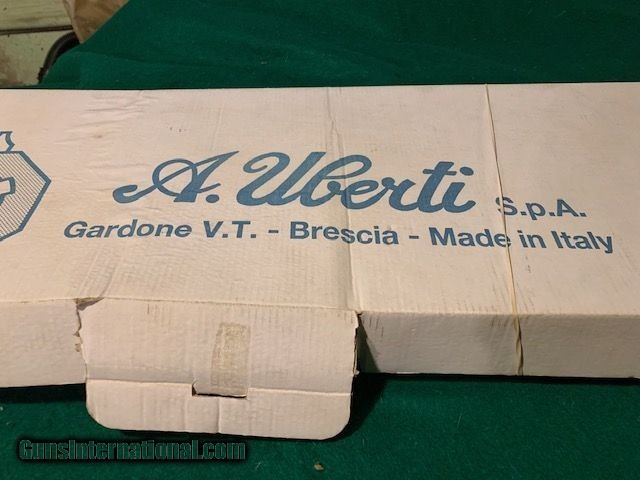 A. Uberti S.p.A.
Gardone V.T. - Brescia - Made in Italy
GunsInternational.com